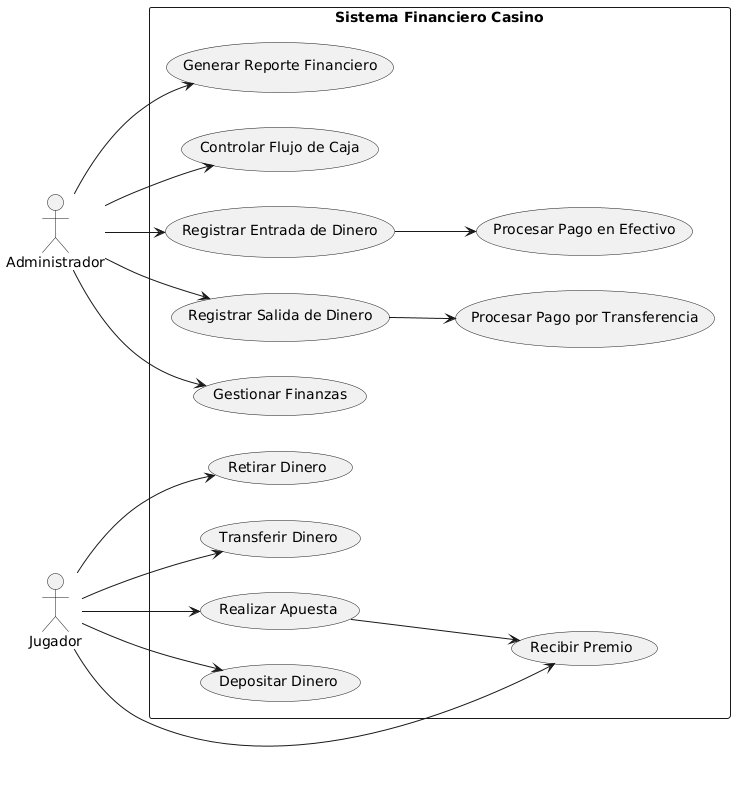 Sistema Financiero Casino
Generar Reporte Financiero
Controlar Flujo de Caja
Registrar Entrada de Dinero
Procesar Pago en Efectivo
Administrador
Registrar Salida de Dinero
Procesar Pago por Transferencia
Gestionar Finanzas
Retirar Dinero
Transferir Dinero
Realizar Apuesta
Jugador
Recibir Premio
Depositar Dinero